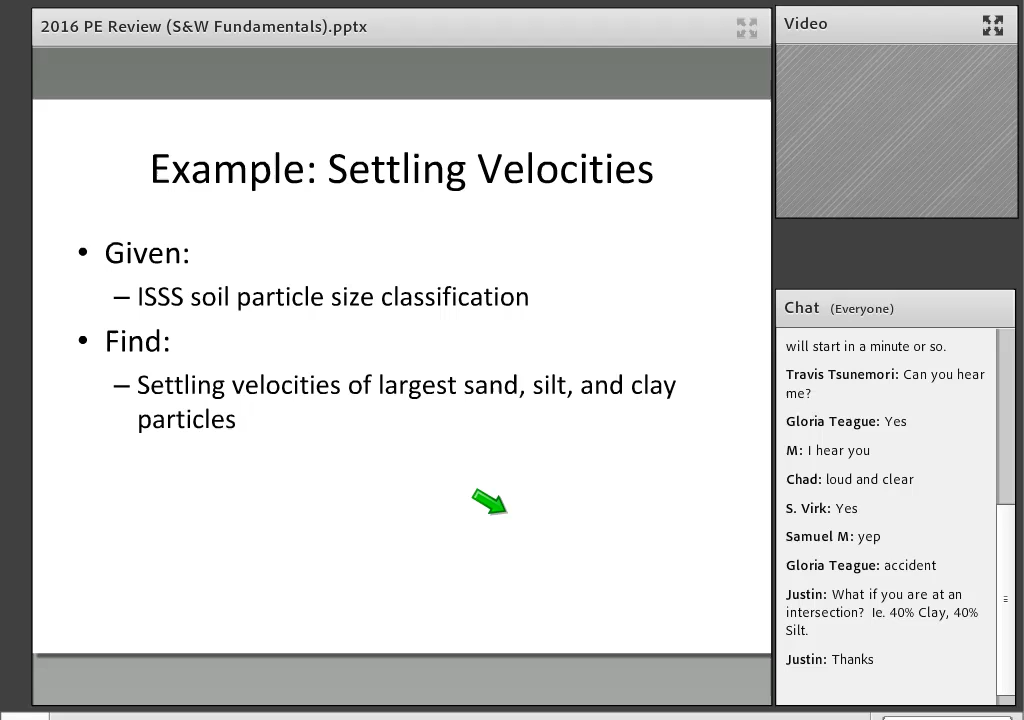 2016 PE Review (S&W Fundamentals).pptx
Example: Settling Velocities
• Given:
– ISSS soil particle size classification
• Find:
– Settling velocities of largest sand, silt, and clay
particles
Video
Chat (Everyone)
will start in a minute or so.
Travis Tsunemori: Can you hear
me?
Gloria Teague: Yes
M: I hear you
Chad: loud and clear
S. Virk: Yes
Samuel M: yep
Gloria Teague: accident
Justin: What if you are at an
intersection? Ie. 40% Clay, 40%
Silt.
Justin: Thanks